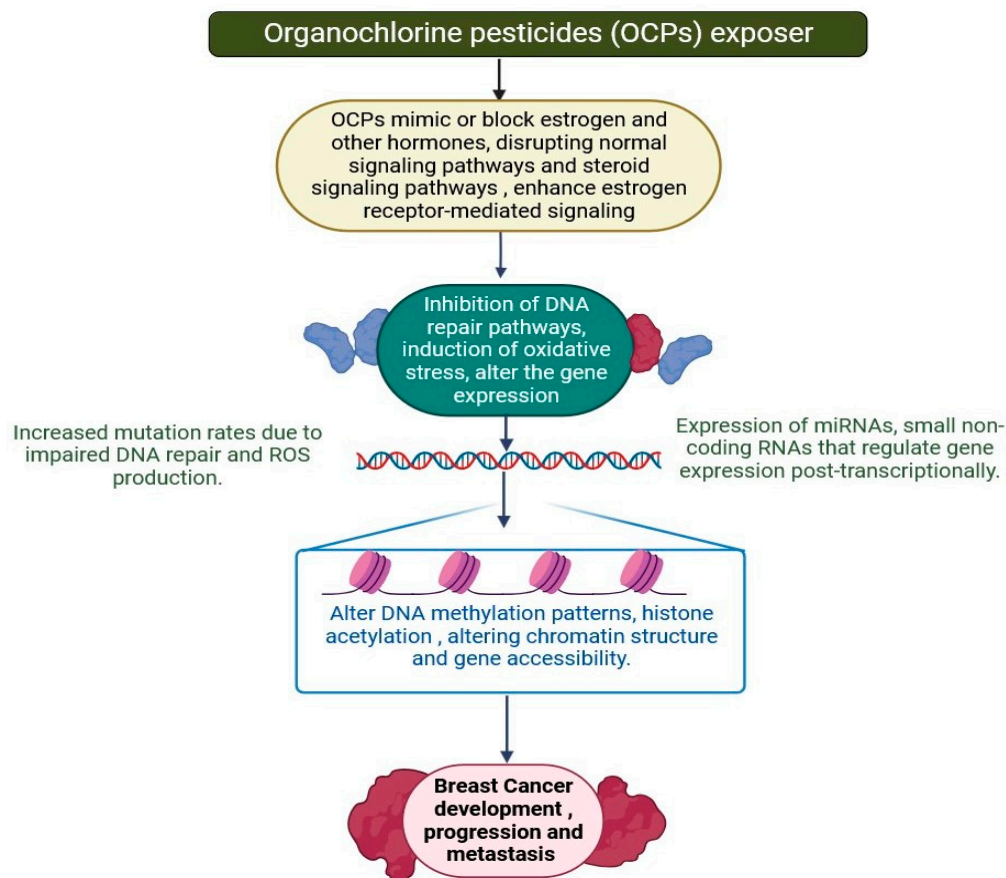 Organochlorine pesticides (OCPs) exposer
OCPs mimic or block estrogen and
other hormones, disrupting normal
signaling pathways and steroid
signaling pathways , enhance estrogen
receptor-mediated signaling
Inhibition of DNA
repair pathways,
induction of oxidative
stress, alter the gene
expression
Increased mutation rates due to
impaired DNA repair and ROS
production.
Expression of miRNAs, small non-
coding RNAs that regulate gene
expression post-transcriptionally.
Alter DNA methylation patterns, histone
acetylation , altering chromatin structure
and gene accessibility.
Breast Cancer
development ,
progression and
metastasis